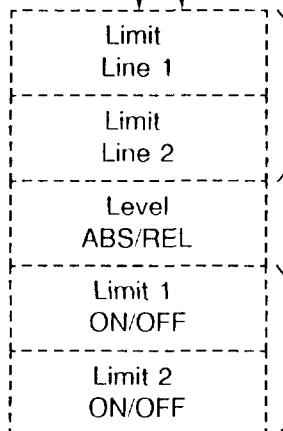 Limit
Line 1
Limit
Line 2
Level
ABS/REL
Limit 1
ON/OFF
Limit 2
ON/OFF